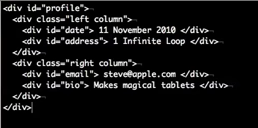 <div id="profile">¬
<div class="left column">¬
<div id="date"> 11 November 2010 </div>¬
<div id="address"> 1 Infinite Loop </div>¬
</div>¬
<div class="right column">¬
<div id="email"> steve@apple.com </div>¬
<div id="bio"> Makes magical tablets </div>¬
</div>¬
</div>